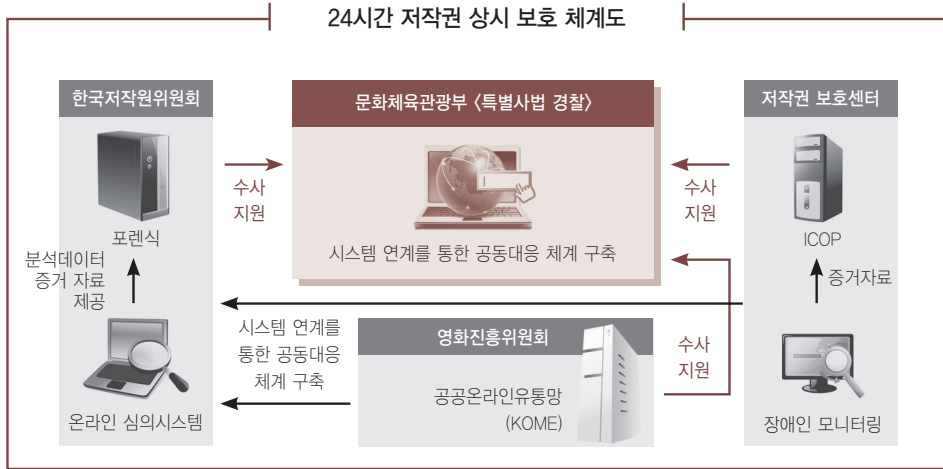 24시간 저작권 상시 보호 체계도
한국저작원위원회
포렌식
분석데이터
증거 자료
제공
온라인 심의시스템
수사
지원
문화체육관광부 〈특별사법 경찰〉
시스템 연계를 통한 공동대응 체계 구축
수사
지원
저작권 보호센터
ICOP
증거자료
장애인 모니터링
시스템 연계를
통한 공동대응
체계 구축
영화진흥위원회
공공온라인유통망
(KOME)
수사
지원